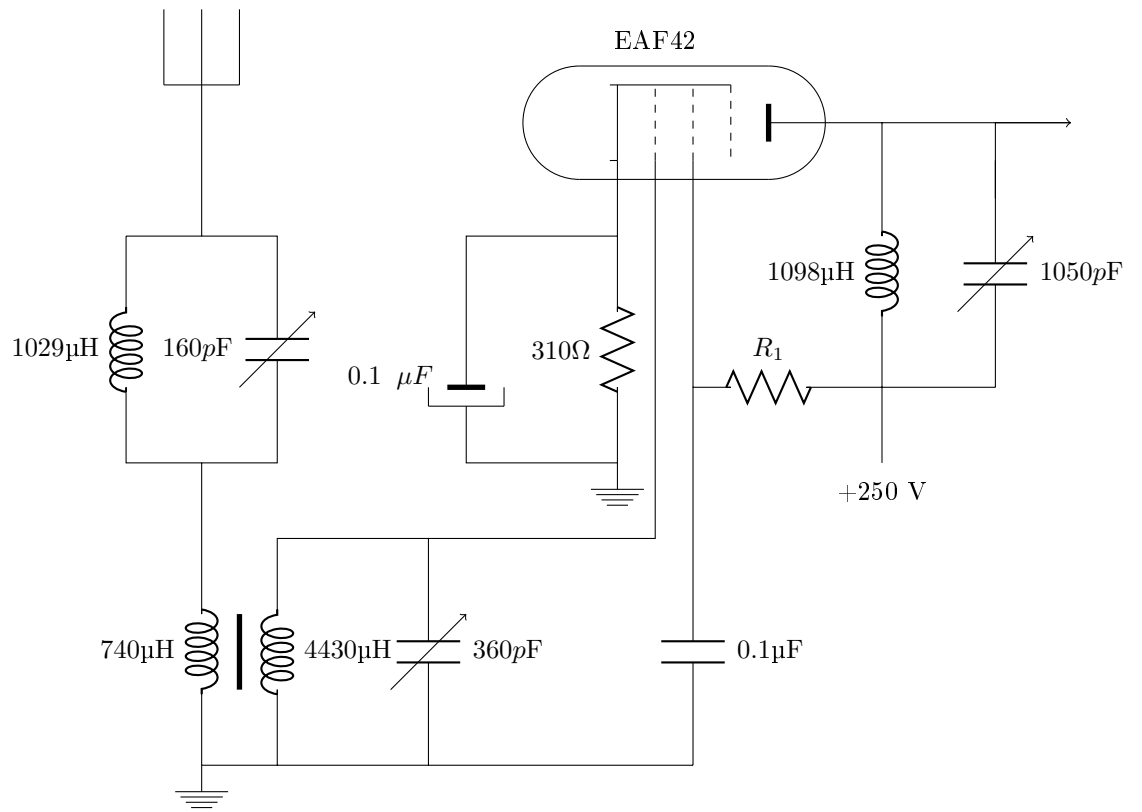 EAF42
1098µH
1050pF
1029µH
160pF
310Ω
R₁
0.1 µF
+250 V
740µH
4430µH
360pF
0.1µF